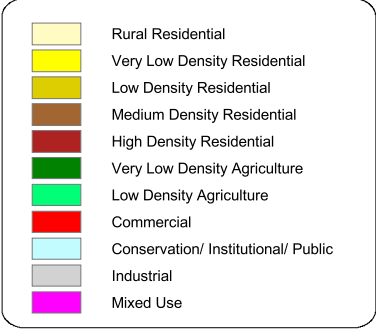 Rural Residential
Very Low Density Residential
Low Density Residential
Medium Density Residential
High Density Residential
Very Low Density Agriculture
Low Density Agriculture
Commercial
Conservation/ Institutional/ Public
Industrial
Mixed Use